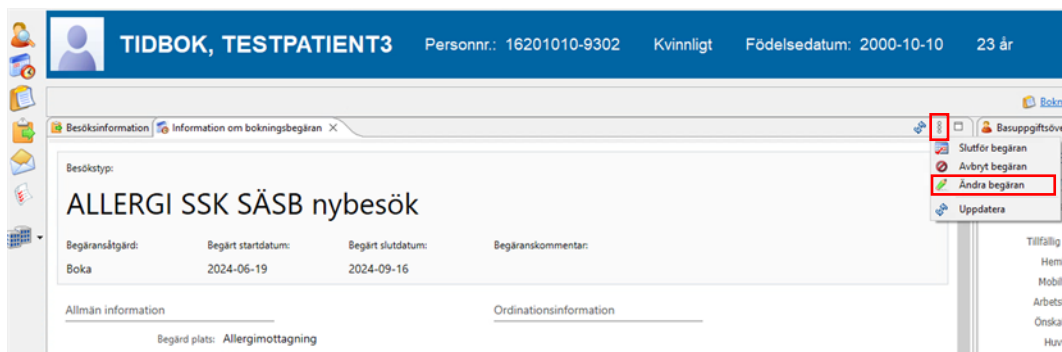 TIDBOK, TESTPATIENT3 Personnr.: 16201010-9302 Kvinnligt Födelsedatum: 2000-10-10 23 år
Besöksinformation Information om bokningsbegäran
Slutför begäran
Avbryt begäran
Ändra begäran
Uppdatera
Besökstyp:
ALLERGI SSK SÄSB nybesök
Begäransåtgärd: Begärt startdatum: Begärt slutdatum: Begäranskommentar:
Boka 2024-06-19 2024-09-16
Allmän information Ordinationsinformation
Begärd plats: Allergimottagning
Tillfällig